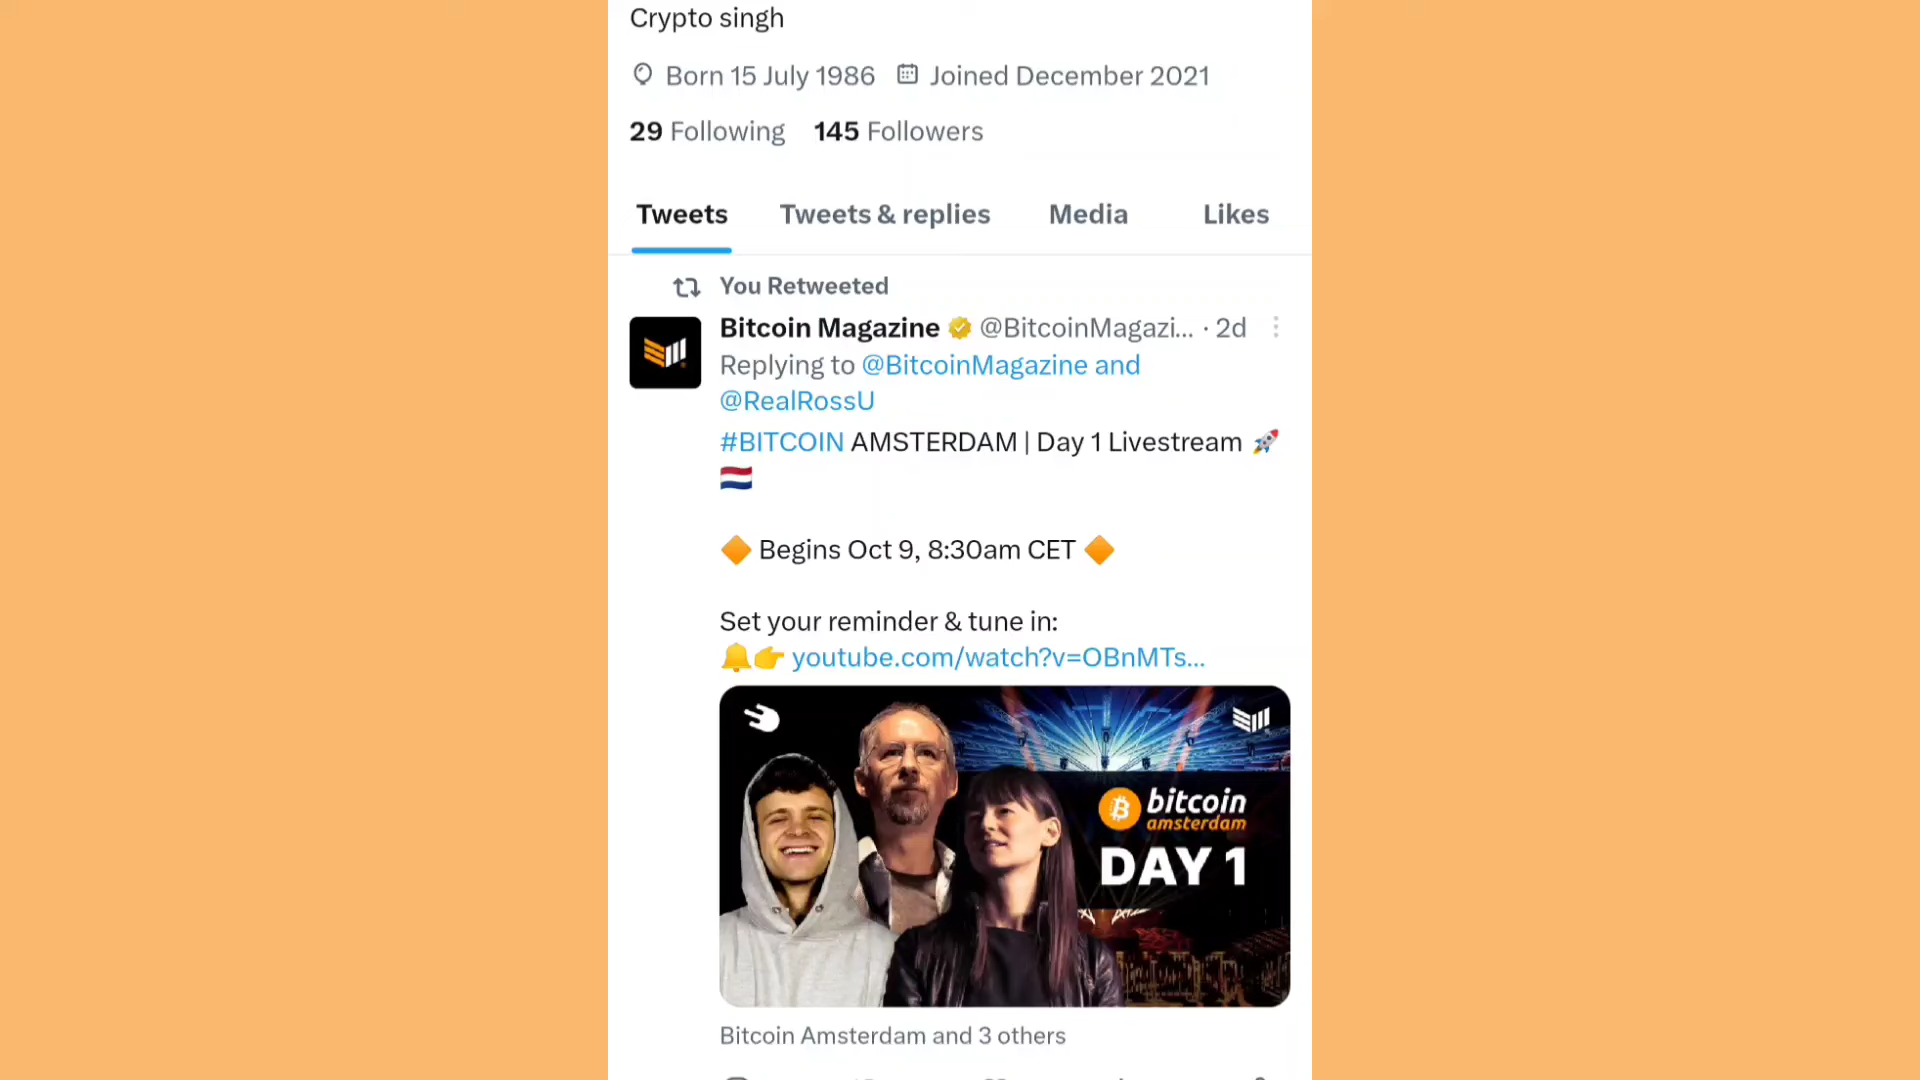 Crypto singh
Born 15 July 1986 Joined December 2021
29 Following 145 Followers
Tweets Tweets & replies Media Likes
You Retweeted
Bitcoin Magazine @BitcoinMagazi... · 2d
Replying to @BitcoinMagazine and
@RealRossU
#BITCOIN AMSTERDAM | Day 1 Livestream 🚀
🇳🇱
🔶 Begins Oct 9, 8:30am CET 🔶
Set your reminder & tune in:
🔔👉 youtube.com/watch?v=OBnMTs...
bitcoin
amsterdam
DAY 1
Bitcoin Amsterdam and 3 others